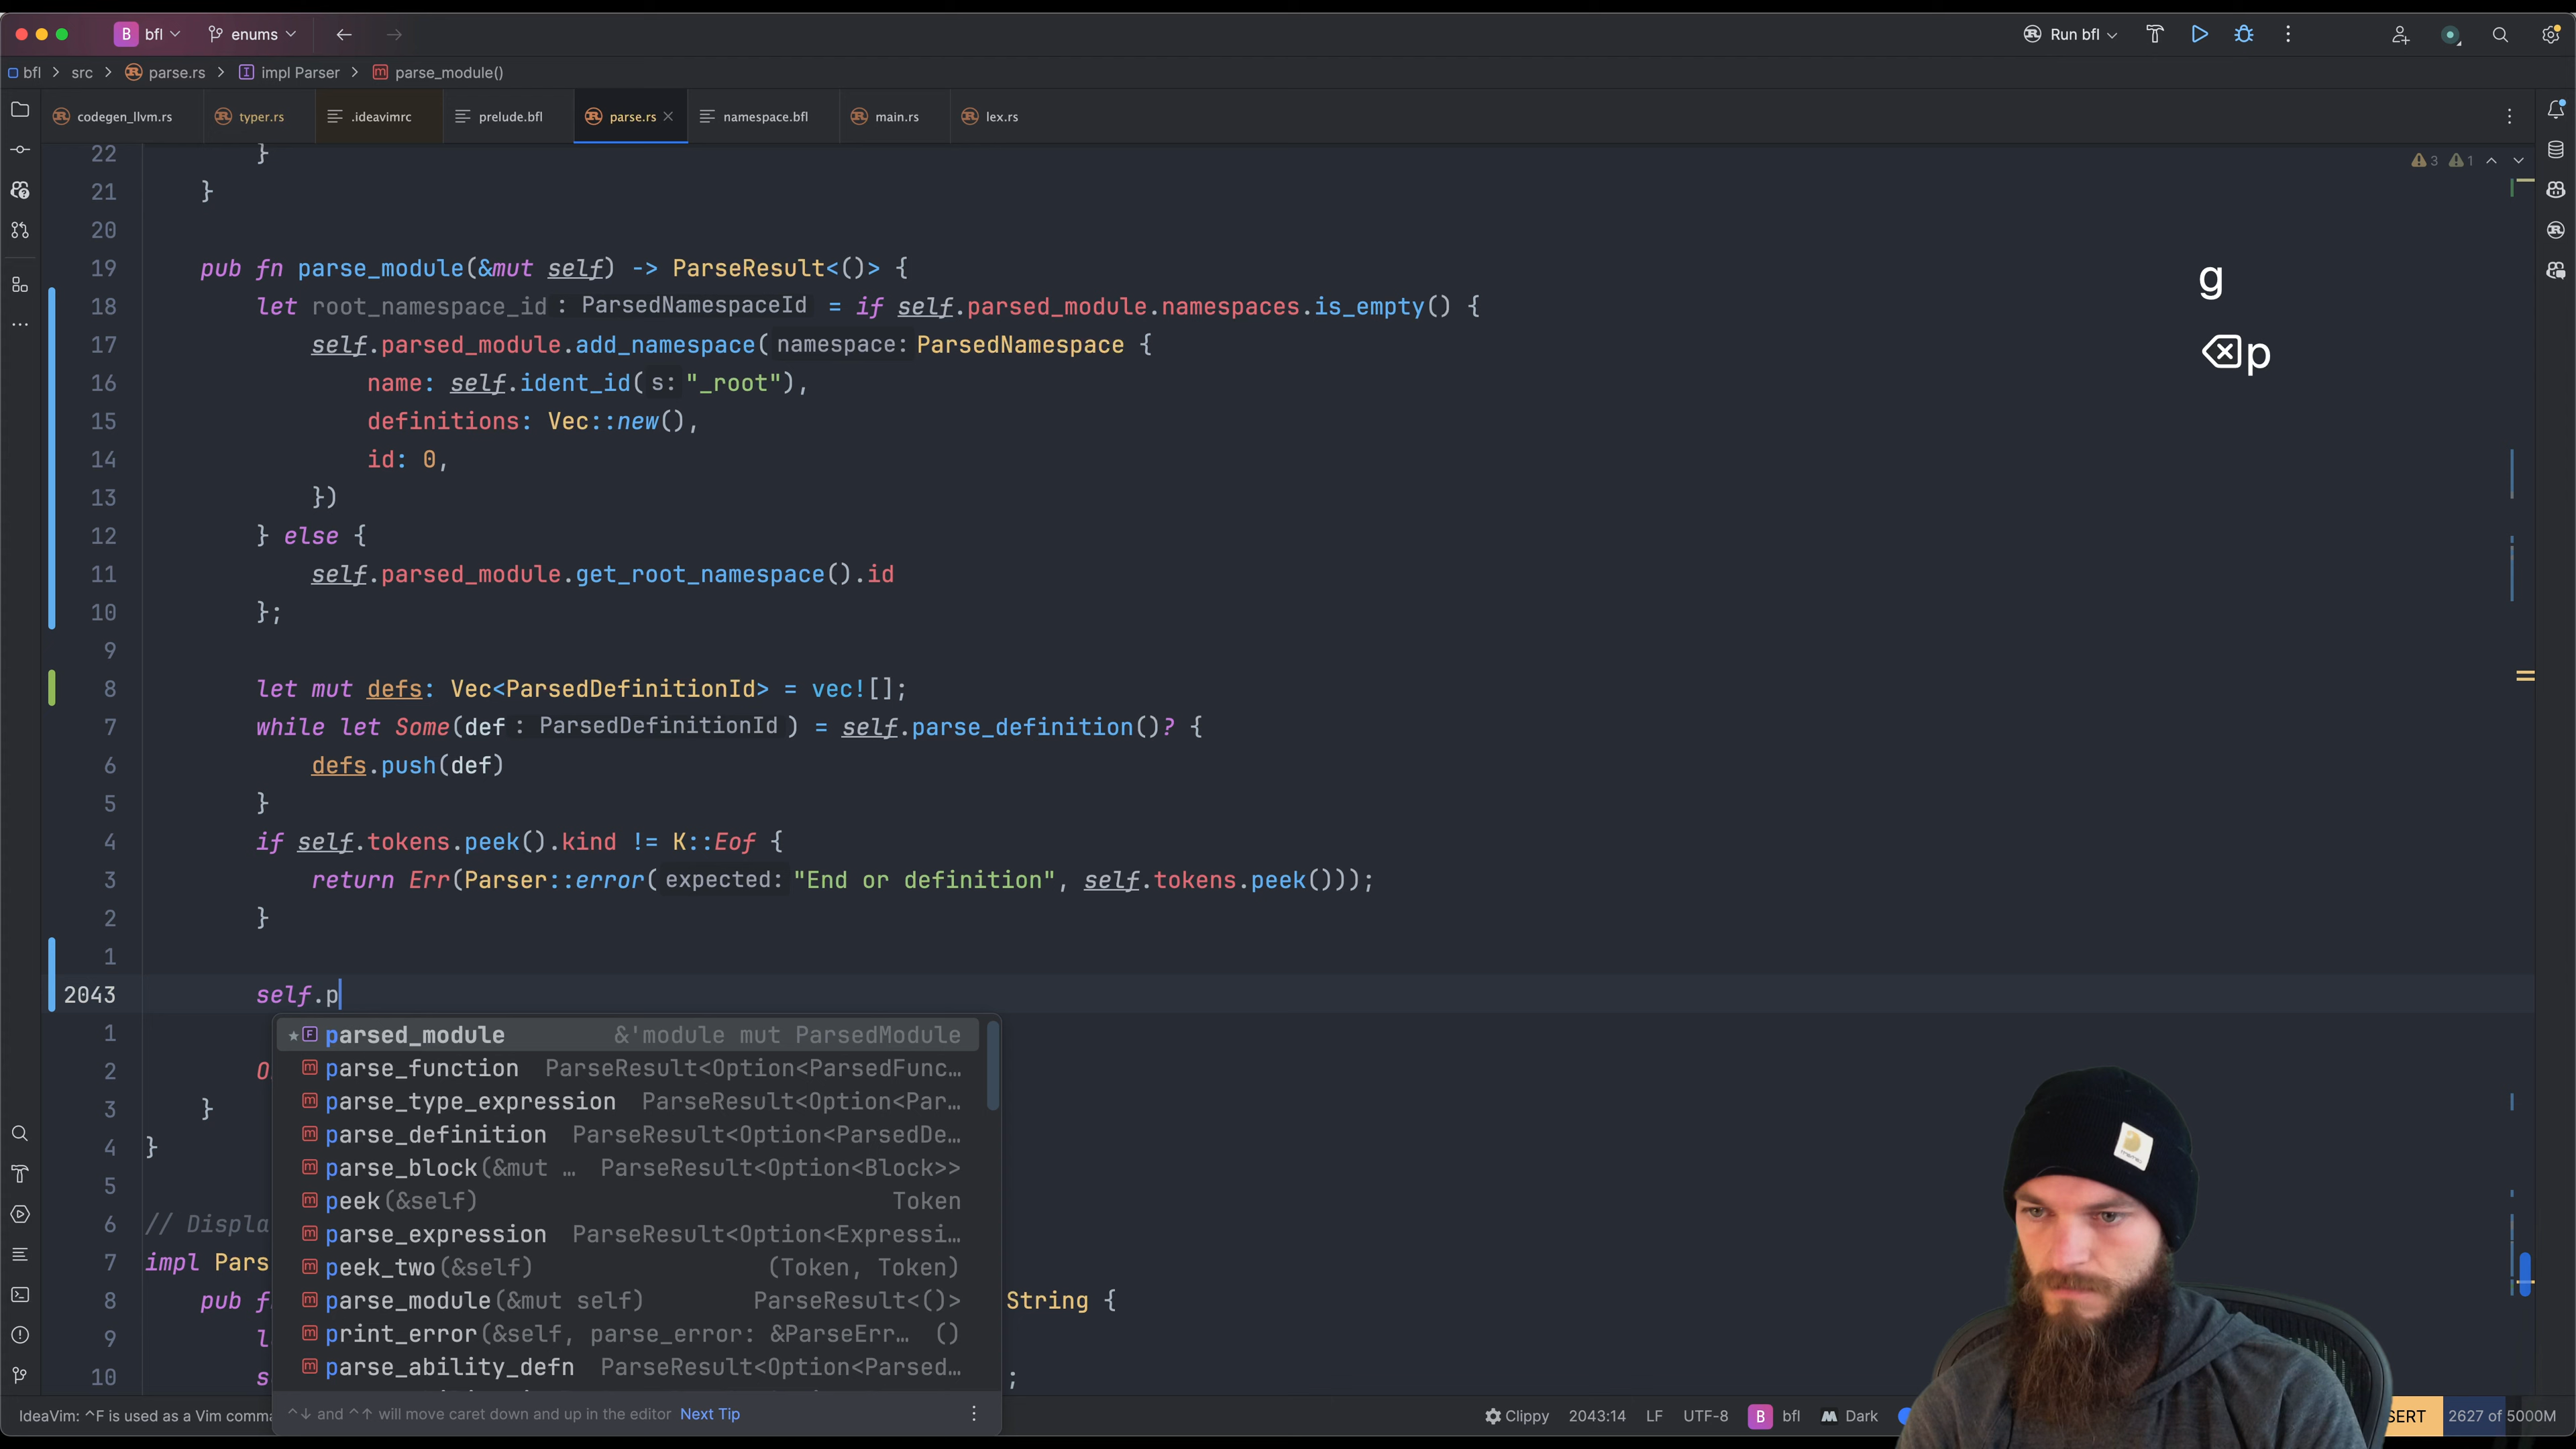 B bfl enums Run bfl
bfl > src > parse.rs > impl Parser > parse_module()
codegen_llvm.rs typer.rs .ideavimrc prelude.bfl parse.rs namespace.bfl main.rs lex.rs
22 }
3 1
21 }
20
19 pub fn parse_module(&mut self) -> ParseResult<()> {
18 let root_namespace_id: ParsedNamespaceId = if self.parsed_module.namespaces.is_empty() {
17 self.parsed_module.add_namespace( namespace: ParsedNamespace {
16 name: self.ident_id( s: "_root"),
15 definitions: Vec::new(),
14 id: 0,
13 })
12 } else {
11 self.parsed_module.get_root_namespace().id
10 };
9
8 let mut defs: Vec<ParsedDefinitionId> = vec![];
7 while let Some(def: ParsedDefinitionId) = self.parse_definition()? {
6 defs.push(def)
5 }
4 if self.tokens.peek().kind != K::Eof {
3 return Err(Parser::error( expected: "End or definition", self.tokens.peek()));
2 }
1
2043 self.p
g
⌫p
1
2 O
3 }
4 }
5
6 // Displa
7 impl Pars
8 pub f String {
9 l
10 s ;
parsed_module &'module mut ParsedModule
parse_function ParseResult<Option<ParsedFunc…
parse_type_expression ParseResult<Option<Par…
parse_definition ParseResult<Option<ParsedDe…
parse_block(&mut … ParseResult<Option<Block>>
peek(&self) Token
parse_expression ParseResult<Option<Expressi…
peek_two(&self) (Token, Token)
parse_module(&mut self) ParseResult<()>
print_error(&self, parse_error: &ParseErr… ()
parse_ability_defn ParseResult<Option<Parsed…
^↓ and ^↑ will move caret down and up in the editor Next Tip
IdeaVim: ^F is used as a Vim comma
Clippy 2043:14 LF UTF-8 B bfl Dark SERT 2627 of 5000M